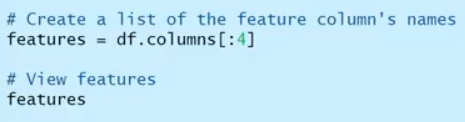 # Create a list of the feature column's names
features = df.columns[:4]
# View features
features